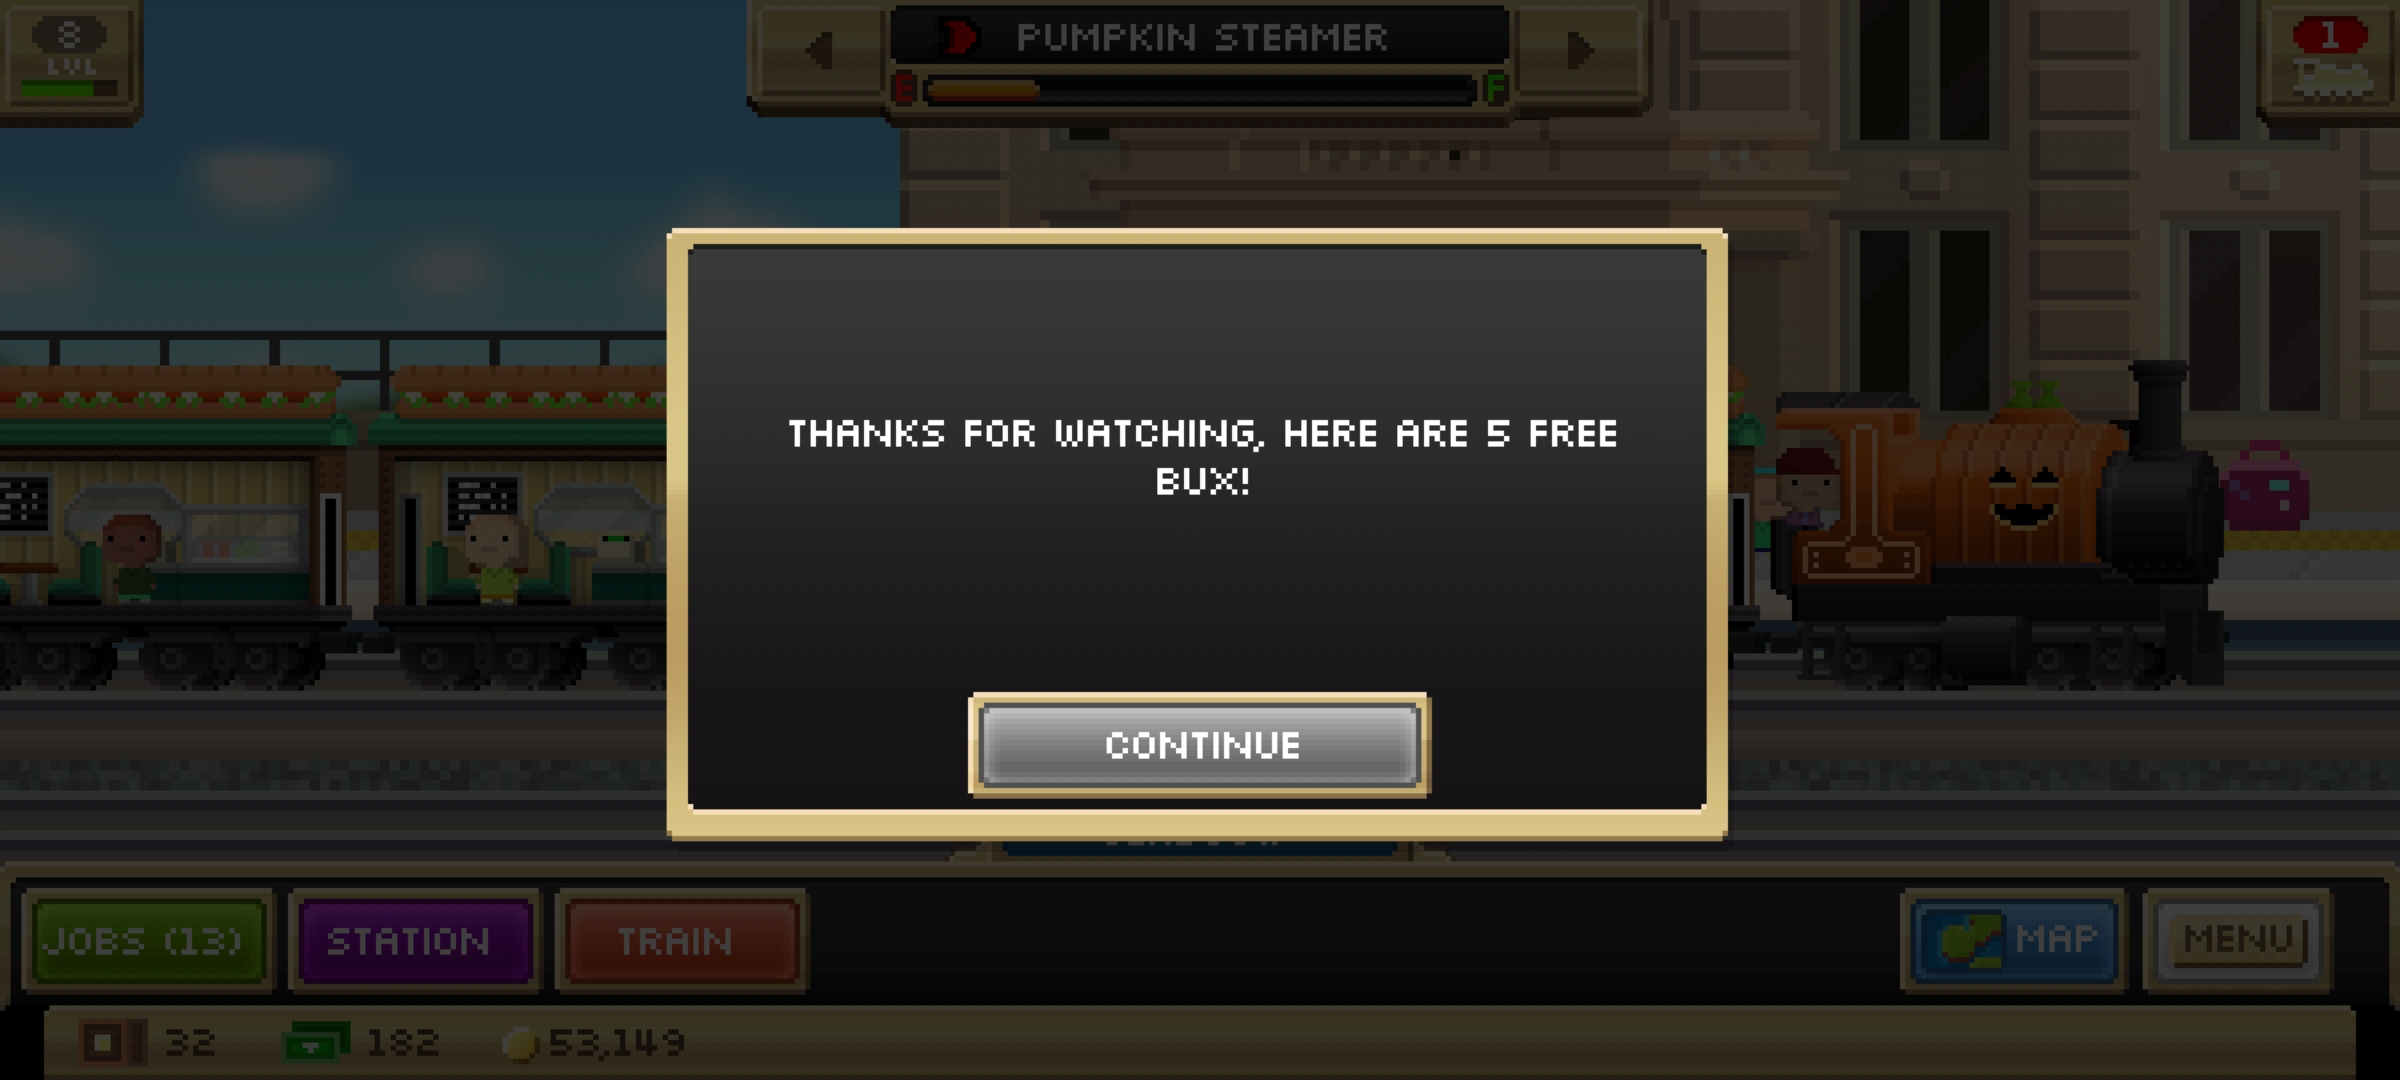 8
LVL
PUMPKIN STEAMER
E F
1
THANKS FOR WATCHING, HERE ARE 5 FREE
BUX!
CONTINUE
JOBS (13) STATION TRAIN MAP MENU
32 182 53,149